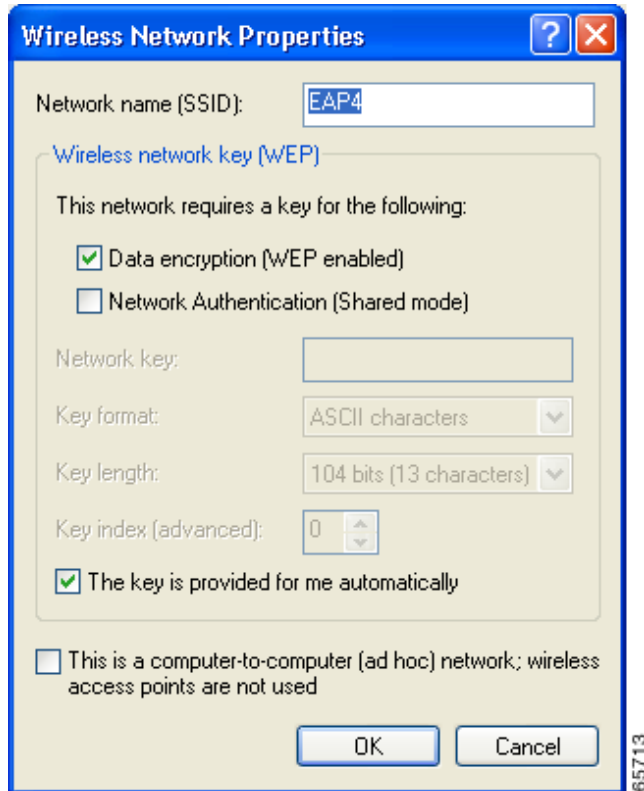 Wireless Network Properties
Network name (SSID): EAP4
Wireless network key (WEP)
This network requires a key for the following:
Data encryption (WEP enabled)
Network Authentication (Shared mode)
Network key:
Key format: ASCII characters
Key length: 104 bits (13 characters)
Key index (advanced): 0
The key is provided for me automatically
This is a computer-to-computer (ad hoc) network; wireless
access points are not used
OK Cancel
65713